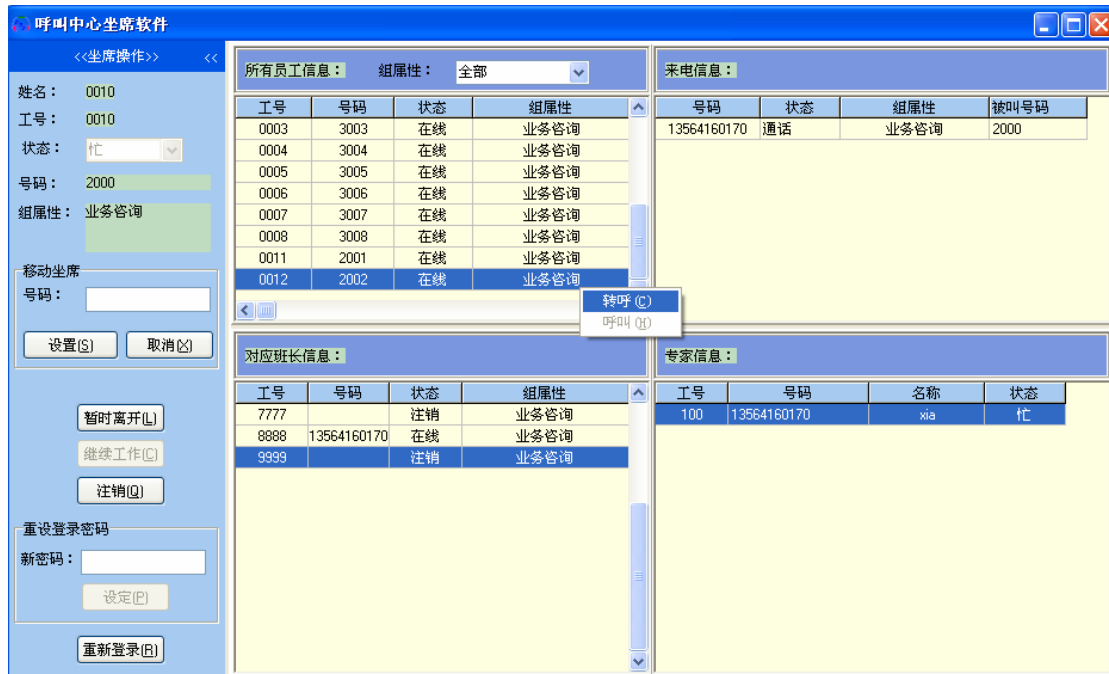 呼叫中心坐席软件
<<坐席操作>> <<
姓名： 0010
工号： 0010
状态： 忙
号码： 2000
组属性： 业务咨询
移动坐席
号码：
设置(S) 取消(X)
暂时离开(L)
继续工作(C)
注销(Q)
重设登录密码
新密码：
设定(P)
重新登录(R)
所有员工信息： 组属性： 全部
工号 号码 状态 组属性
0003 3003 在线 业务咨询
0004 3004 在线 业务咨询
0005 3005 在线 业务咨询
0006 3006 在线 业务咨询
0007 3007 在线 业务咨询
0008 3008 在线 业务咨询
0011 2001 在线 业务咨询
0012 2002 在线 业务咨询
转呼(C)
呼叫(H)
来电信息：
号码 状态 组属性 被叫号码
13564160170 通话 业务咨询 2000
对应班长信息：
工号 号码 状态 组属性
7777 注销 业务咨询
8888 13564160170 在线 业务咨询
9999 注销 业务咨询
专家信息：
工号 号码 名称 状态
100 13564160170 xia 忙